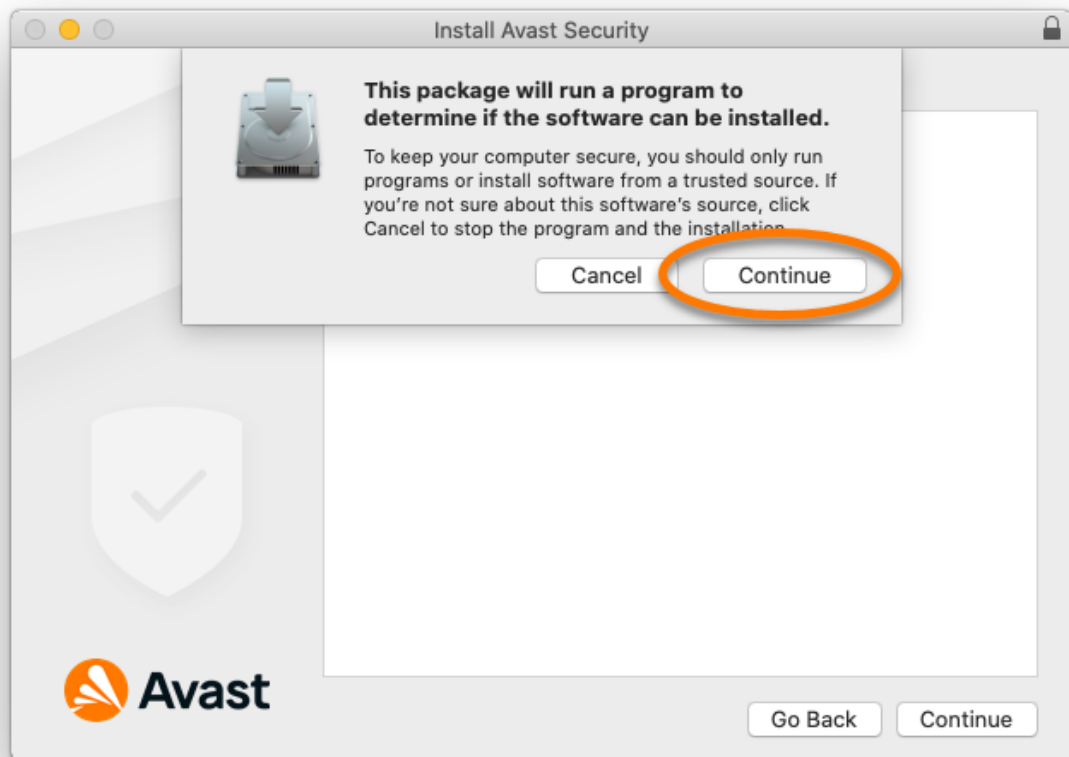 Install Avast Security
This package will run a program to
determine if the software can be installed.
To keep your computer secure, you should only run
programs or install software from a trusted source. If
you're not sure about this software's source, click
Cancel to stop the program and the installation.
Cancel Continue
Avast
Go Back Continue